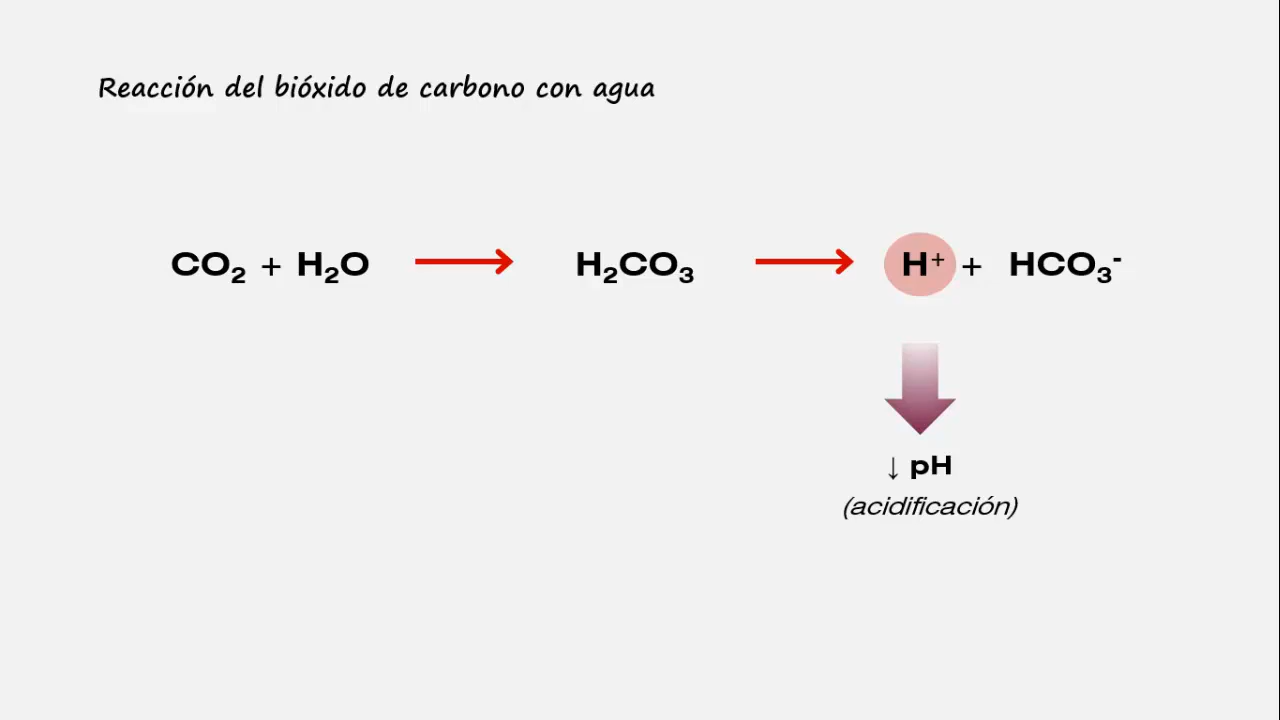 Reacción del bióxido de carbono con agua
CO₂ + H₂O → H₂CO₃ → H⁺ + HCO₃⁻
↓ pH
(acidificación)